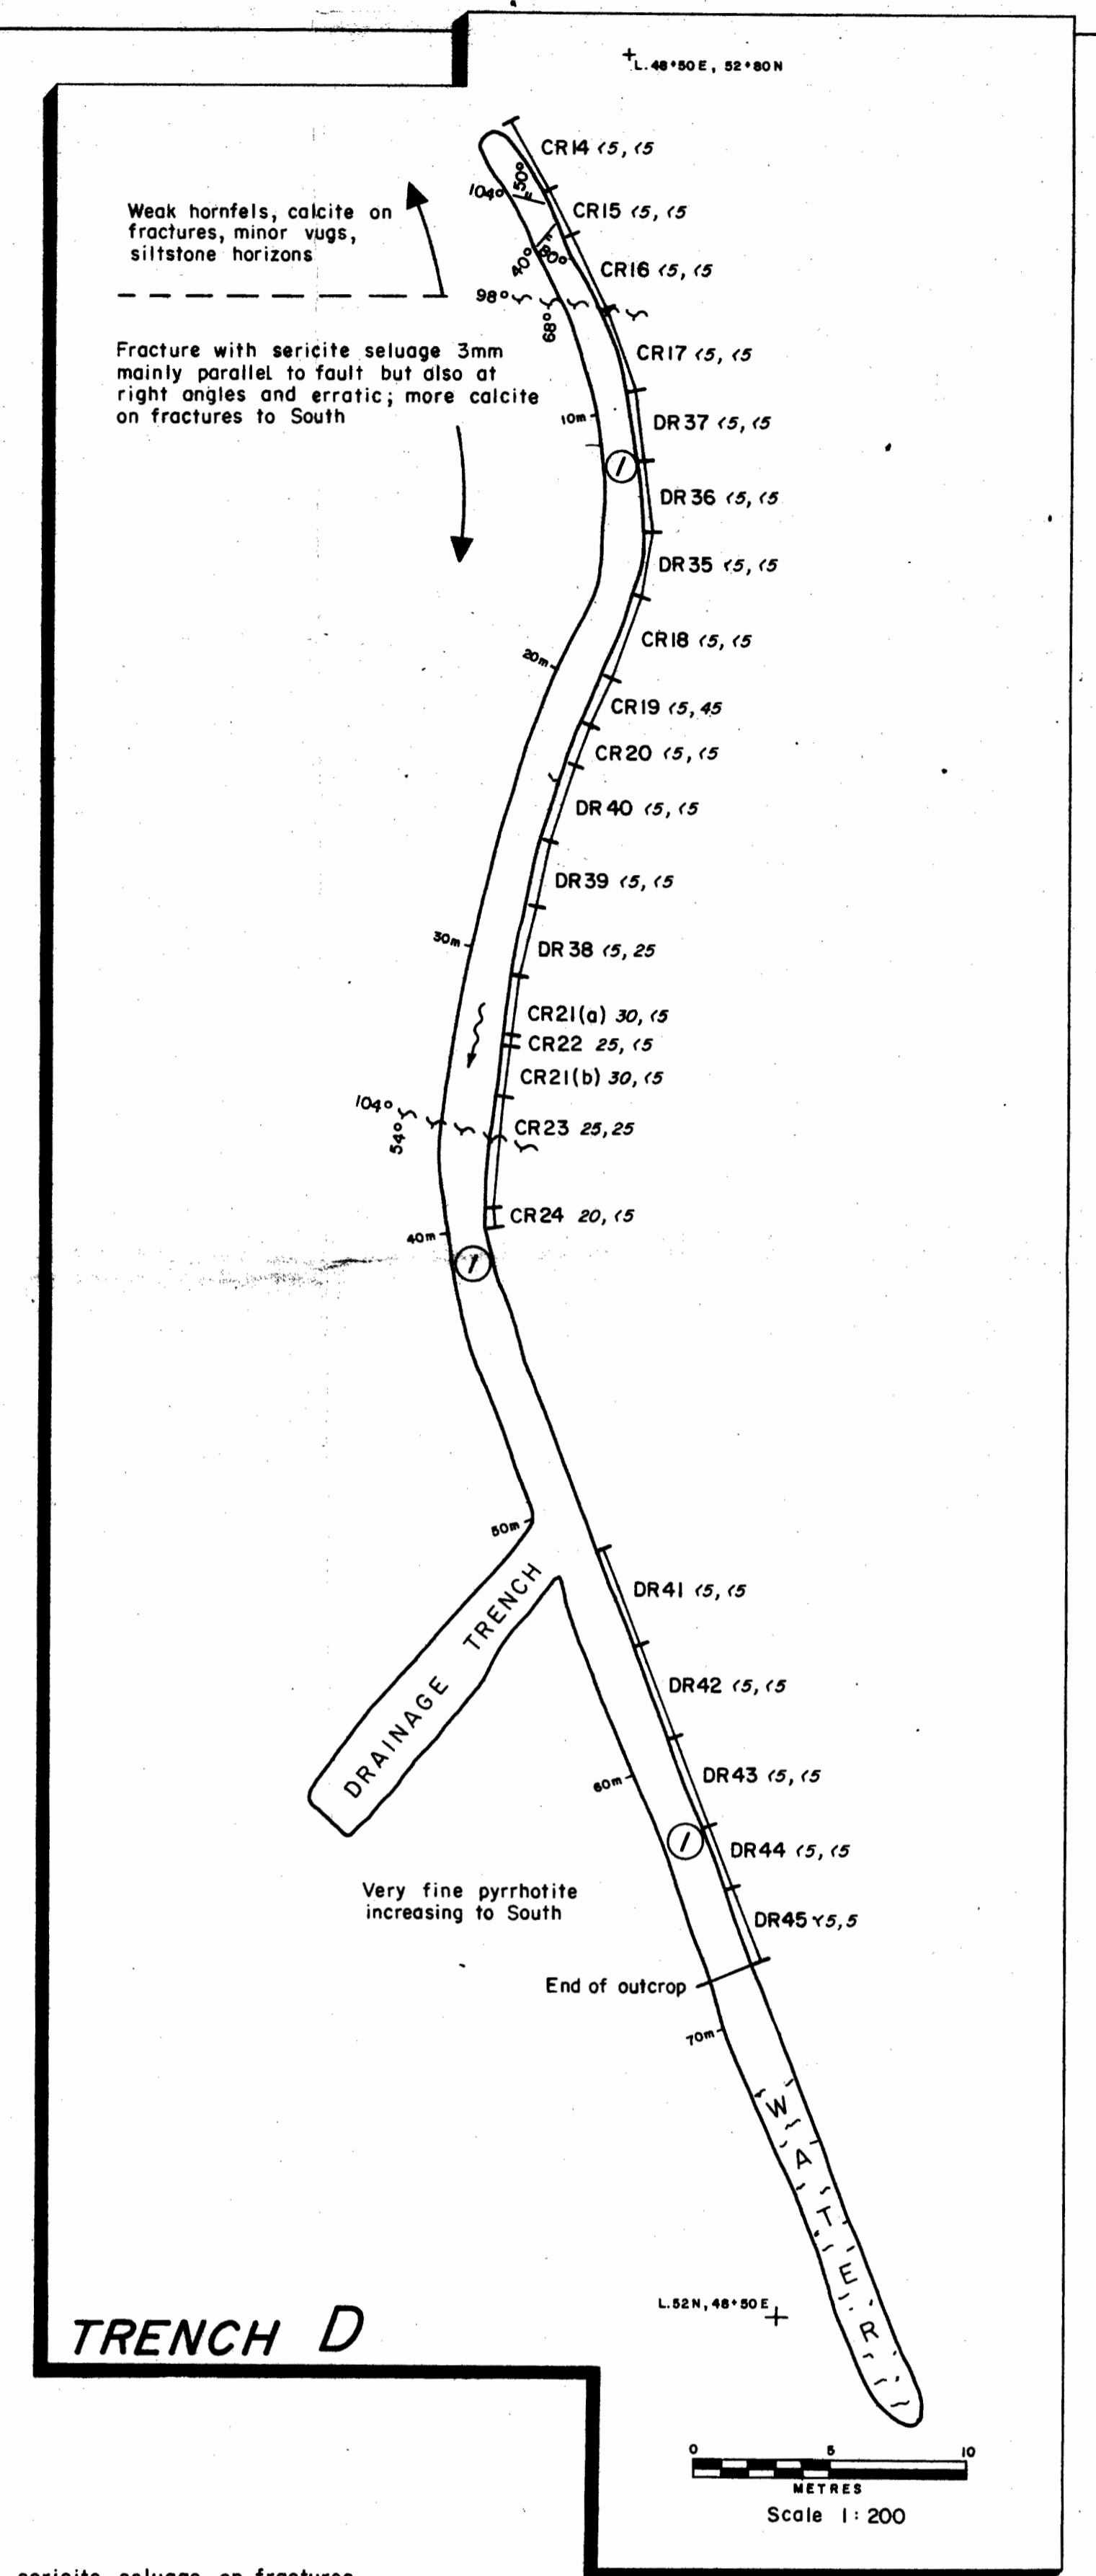 L.48+50E, 52+80N
CR14 <5, <5
104° 50°
Weak hornfels, calcite on
fractures, minor vugs,
siltstone horizons
CR15 <5, <5
40° 80°
CR16 <5, <5
98°
68°
Fracture with sericite seluage 3mm
mainly parallel to fault but also at
right angles and erratic; more calcite
on fractures to South
CR17 <5, <5
10m
DR37 <5, <5
1
DR36 <5, <5
DR35 <5, <5
CR18 <5, <5
20m
CR19 <5, 45
CR20 <5, <5
DR40 <5, <5
DR39 <5, <5
30m
DR38 <5, 25
CR21(a) 30, <5
CR22 25, <5
CR21(b) 30, <5
104°
54°
CR23 25, 25
CR24 20, <5
40m
1
50m
DRAINAGE TRENCH
DR41 <5, <5
DR42 <5, <5
60m
DR43 <5, <5
1
DR44 <5, <5
Very fine pyrrhotite
increasing to South
DR45 <5, 5
End of outcrop
70m
WATER
L.52N, 48+50E
TRENCH D
0 5 10
METRES
Scale 1:200
sericite seluage on fractures